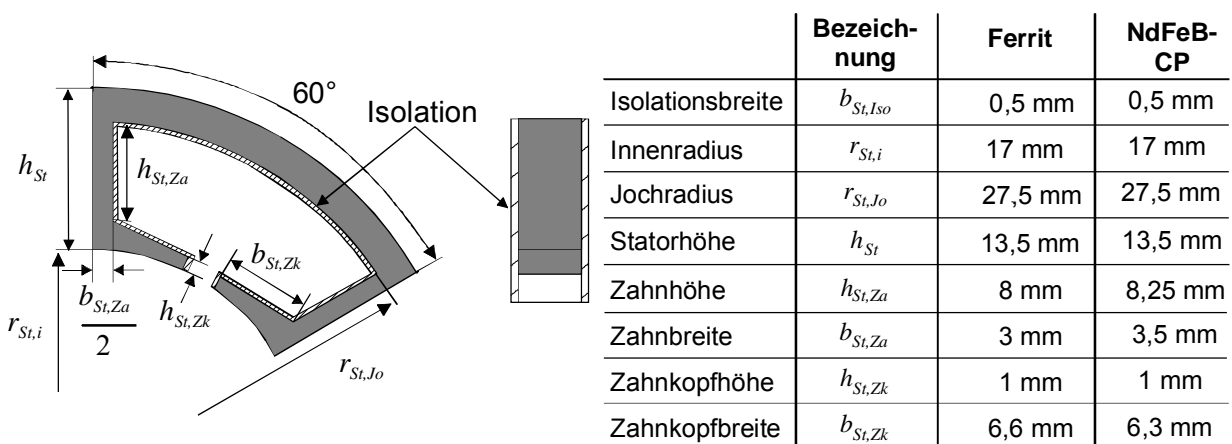 60°
Isolation
h_St
h_St,Za
b_St,Zk
b_St,Za
2
h_St,Zk
r_St,i
r_St,Jo
Bezeich-nung Ferrit NdFeB-CP
Isolationsbreite b_St,Iso 0,5 mm 0,5 mm
Innenradius r_St,i 17 mm 17 mm
Jochradius r_St,Jo 27,5 mm 27,5 mm
Statorhöhe h_St 13,5 mm 13,5 mm
Zahnhöhe h_St,Za 8 mm 8,25 mm
Zahnbreite b_St,Za 3 mm 3,5 mm
Zahnkopfhöhe h_St,Zk 1 mm 1 mm
Zahnkopfbreite b_St,Zk 6,6 mm 6,3 mm